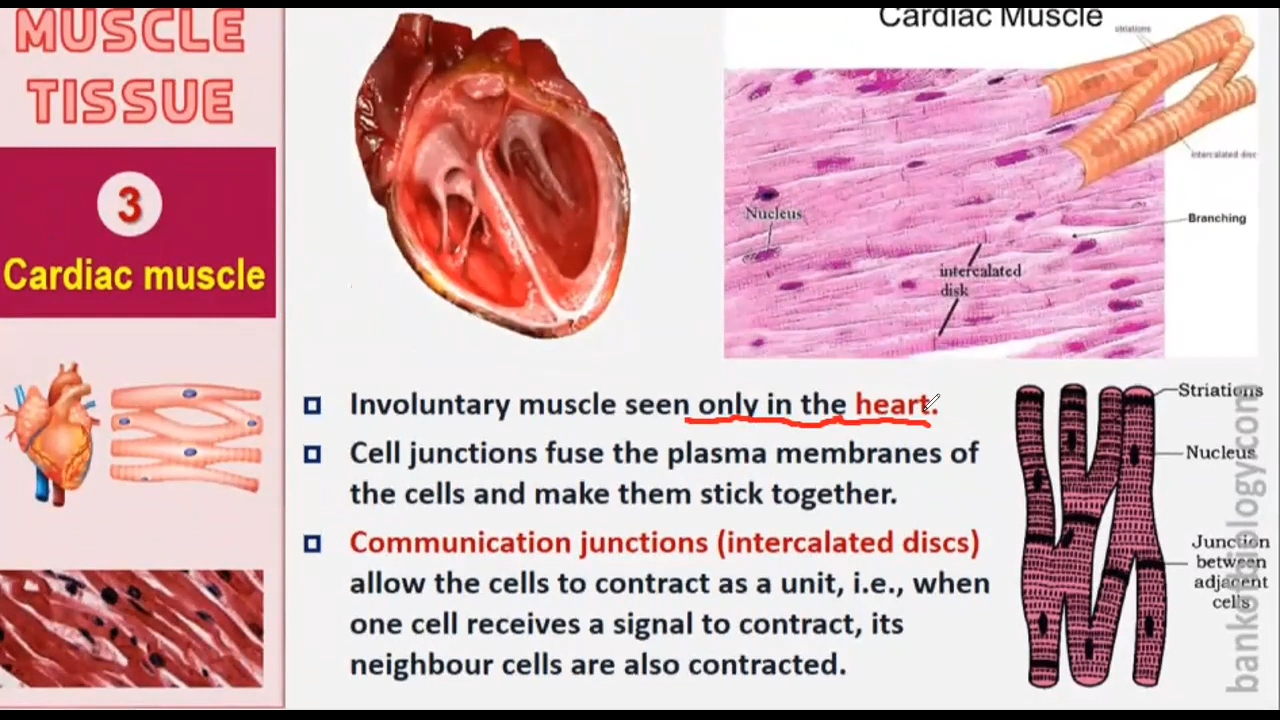 MUSCLE
TISSUE
3
Cardiac muscle
Cardiac Muscle
striations
intercalated disc
Nucleus
Branching
intercalated
disk
Involuntary muscle seen only in the heart.
Cell junctions fuse the plasma membranes of
the cells and make them stick together.
Communication junctions (intercalated discs)
allow the cells to contract as a unit, i.e., when
one cell receives a signal to contract, its
neighbour cells are also contracted.
Striations
Nucleus
Junction
between
adjacent
cells
bankofbiology.com